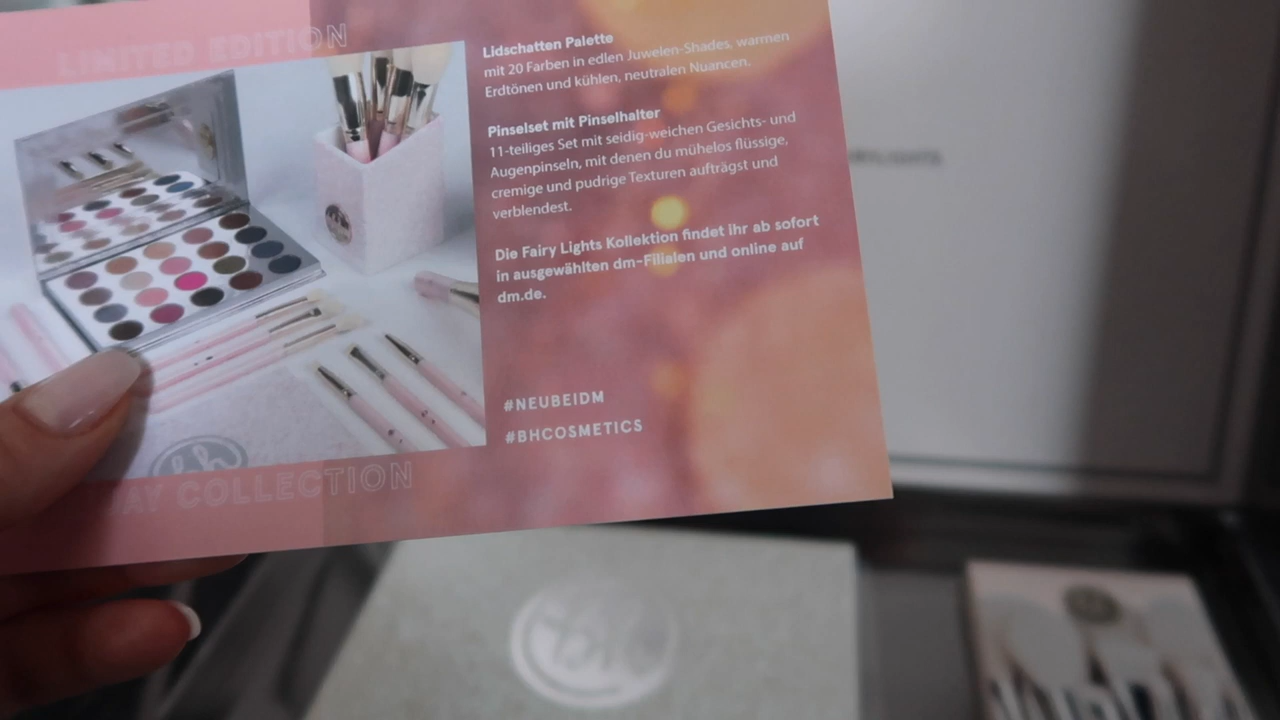 LIMITED EDITION
Lidschatten Palette
mit 20 Farben in edlen Juwelen-Shades, warmen
Erdtönen und kühlen, neutralen Nuancen.
Pinselset mit Pinselhalter
11-teiliges Set mit seidig-weichen Gesichts- und
Augenpinseln, mit denen du mühelos flüssige,
cremige und pudrige Texturen aufträgst und
verblendest.
Die Fairy Lights Kollektion findet ihr ab sofort
in ausgewählten dm-Filialen und online auf
dm.de.
#NEUBEIDM
#BHCOSMETICS
COLLECTION